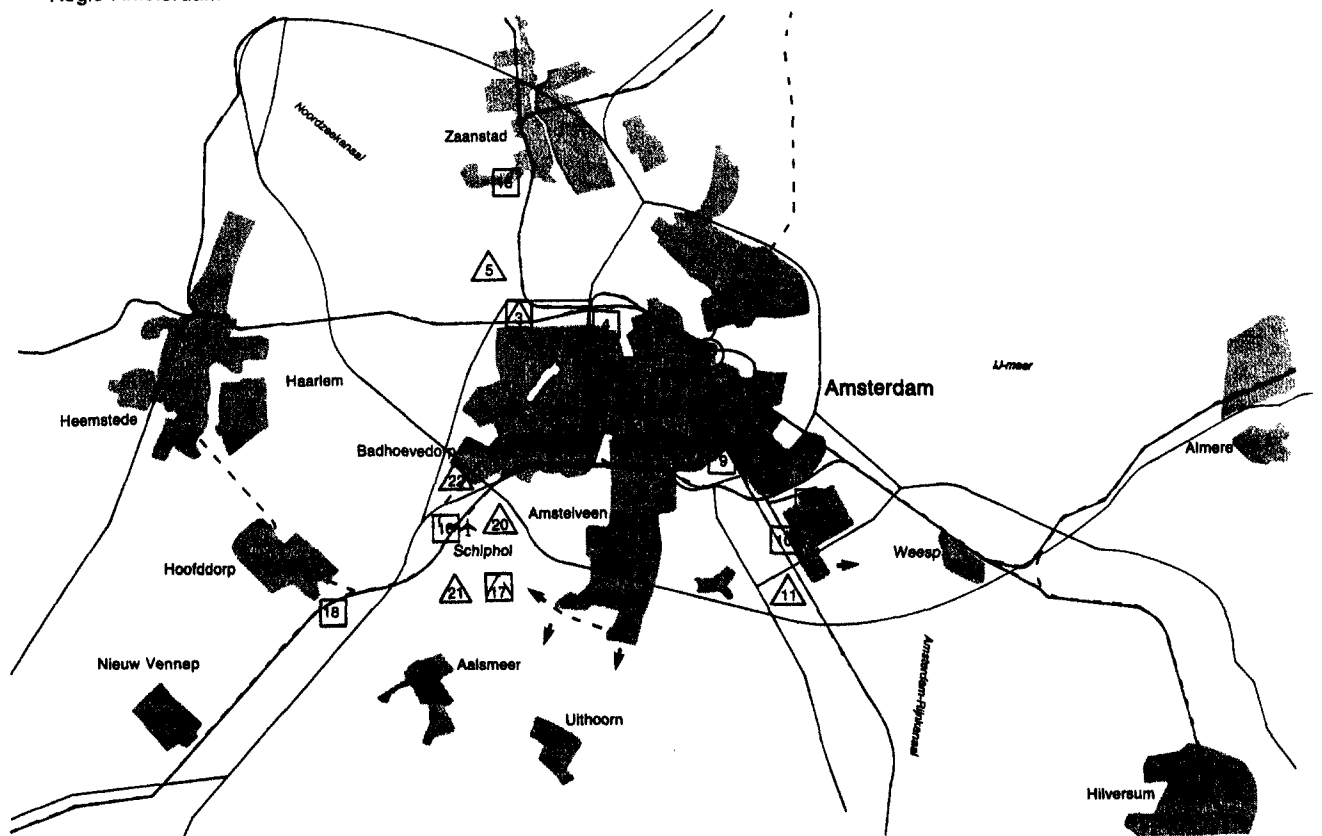 Noordzeekanaal
Zaanstad
5
3
4
Haarlem
Heemstede
Amsterdam
IJ-meer
Almere
Badhoevedorp
9
22
16
20
Amstelveen
10
Schiphol
Weesp
Hoofddorp
21
17
11
18
Nieuw Vennep
Aalsmeer
Uithoorn
Amsterdam-Rijnkanaal
Hilversum